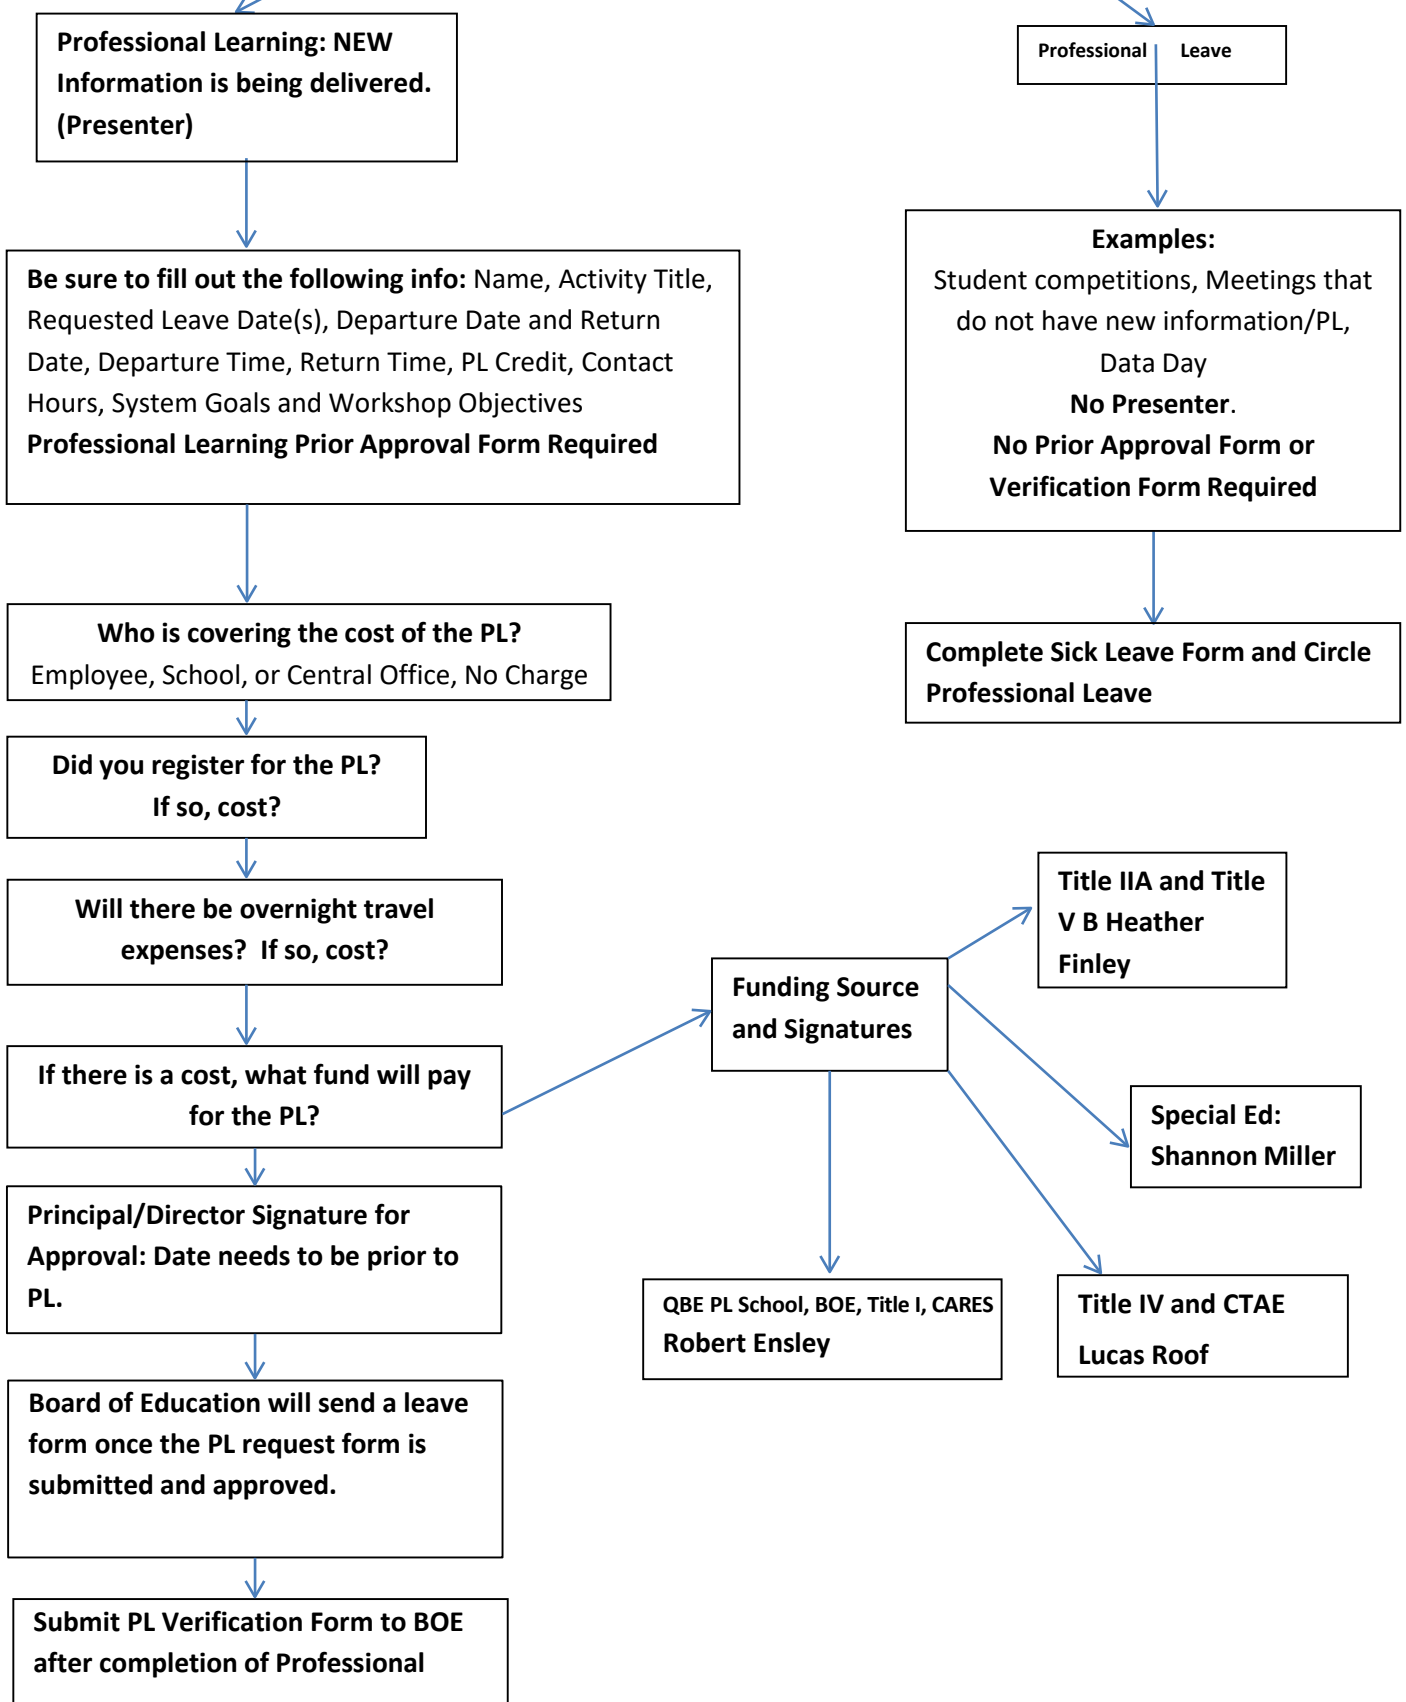 Professional Learning: NEW
Information is being delivered.
(Presenter)
Professional Leave
Be sure to fill out the following info: Name, Activity Title,
Requested Leave Date(s), Departure Date and Return
Date, Departure Time, Return Time, PL Credit, Contact
Hours, System Goals and Workshop Objectives
Professional Learning Prior Approval Form Required
Examples:
Student competitions, Meetings that
do not have new information/PL,
Data Day
No Presenter.
No Prior Approval Form or
Verification Form Required
Who is covering the cost of the PL?
Employee, School, or Central Office, No Charge
Complete Sick Leave Form and Circle
Professional Leave
Did you register for the PL?
If so, cost?
Will there be overnight travel
expenses? If so, cost?
If there is a cost, what fund will pay
for the PL?
Funding Source
and Signatures
Title IIA and Title
V B Heather
Finley
Special Ed:
Shannon Miller
Title IV and CTAE
Lucas Roof
QBE PL School, BOE, Title I, CARES
Robert Ensley
Principal/Director Signature for
Approval: Date needs to be prior to
PL.
Board of Education will send a leave
form once the PL request form is
submitted and approved.
Submit PL Verification Form to BOE
after completion of Professional